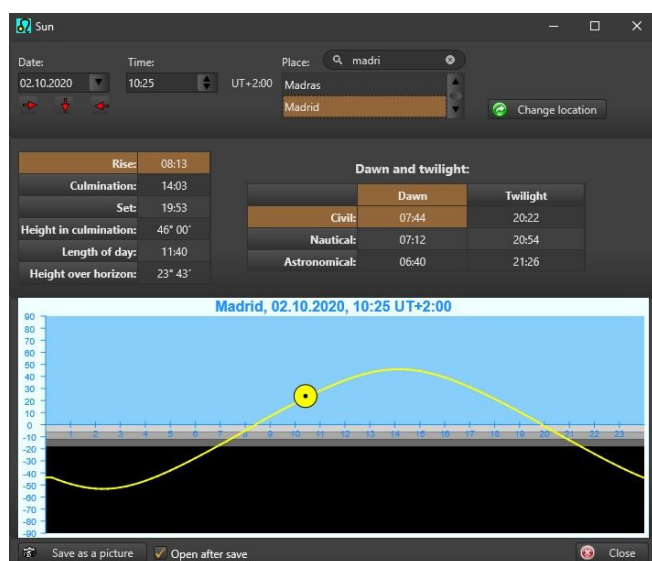 Sun
Date: Time: Place: madri
02.10.2020 10:25 UT+2:00 Madras
Madrid
Change location
Rise: 08:13
Culmination: 14:03
Set: 19:53
Height in culmination: 46° 00′
Length of day: 11:40
Height over horizon: 23° 43′
Dawn and twilight:
Dawn Twilight
Civil: 07:44 20:22
Nautical: 07:12 20:54
Astronomical: 06:40 21:26
Madrid, 02.10.2020, 10:25 UT+2:00
90
80
70
60
50
40
30
20
10
0
1 2 3 4 5 6 7 8 9 10 11 12 13 14 15 16 17 18 19 20 21 22 23
-10
-20
-30
-40
-50
-60
-70
-80
-90
Save as a picture Open after save Close